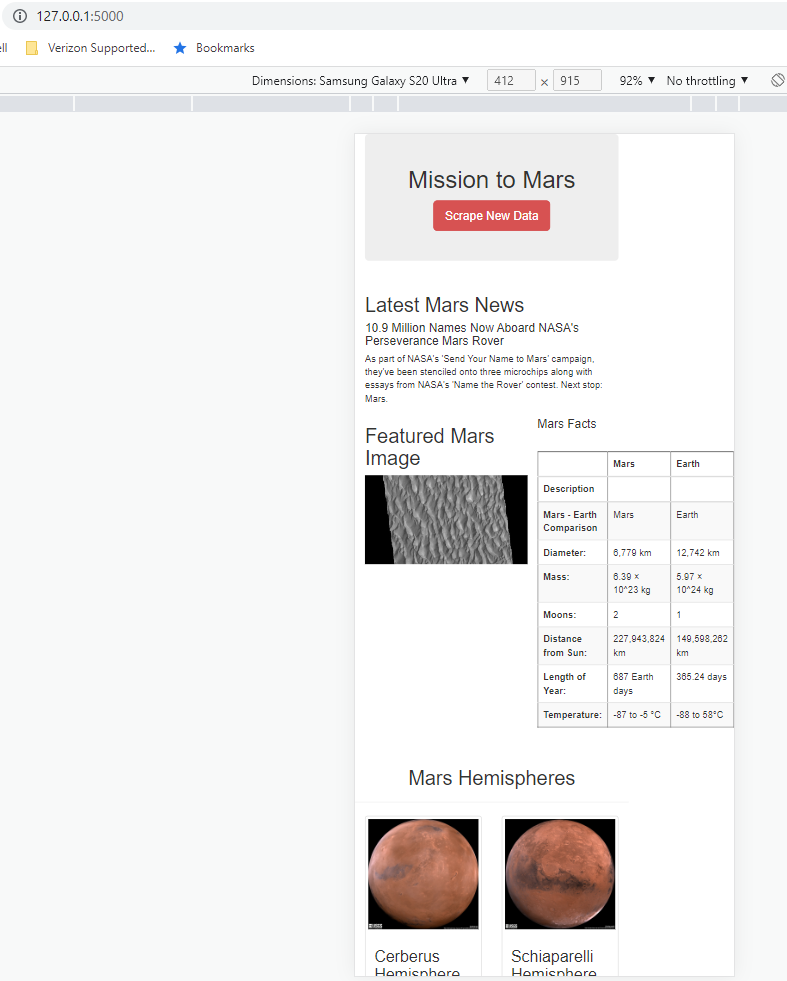 127.0.0.1:5000
ell
Verizon Supported...
Bookmarks
Dimensions: Samsung Galaxy S20 Ultra ▼ 412 × 915 92% ▼ No throttling ▼
Mission to Mars
Scrape New Data
Latest Mars News
10.9 Million Names Now Aboard NASA's
Perseverance Mars Rover
As part of NASA's 'Send Your Name to Mars' campaign,
they've been stenciled onto three microchips along with
essays from NASA's 'Name the Rover' contest. Next stop:
Mars.
Featured Mars
Image
Mars Facts
Mars Earth
Description
Mars - Earth
Comparison
Mars Earth
Diameter: 6,779 km 12,742 km
Mass: 6.39 ×
10^23 kg
5.97 ×
10^24 kg
Moons: 2 1
Distance
from Sun:
227,943,824
km
149,598,262
km
Length of
Year:
687 Earth
days
365.24 days
Temperature: -87 to -5 °C -88 to 58°C
Mars Hemispheres
Cerberus
Hemisphere
Schiaparelli
Hemisphere